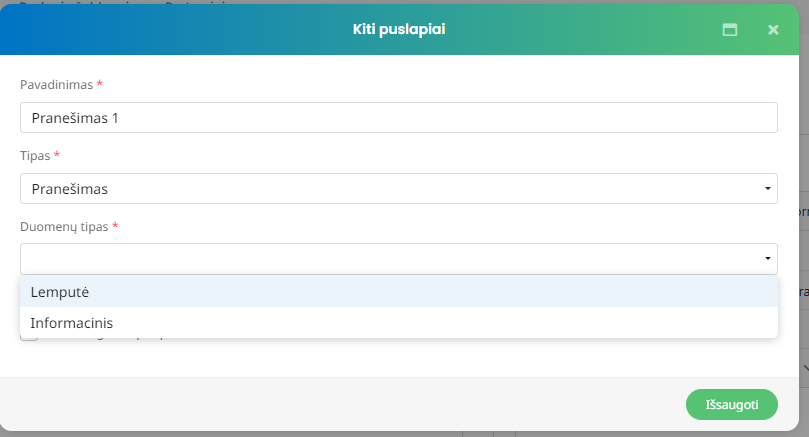 Kiti puslapiai
Pavadinimas *
Pranešimas 1
Tipas *
Pranešimas
Duomenų tipas *
Lemputė
Informacinis
Išsaugoti